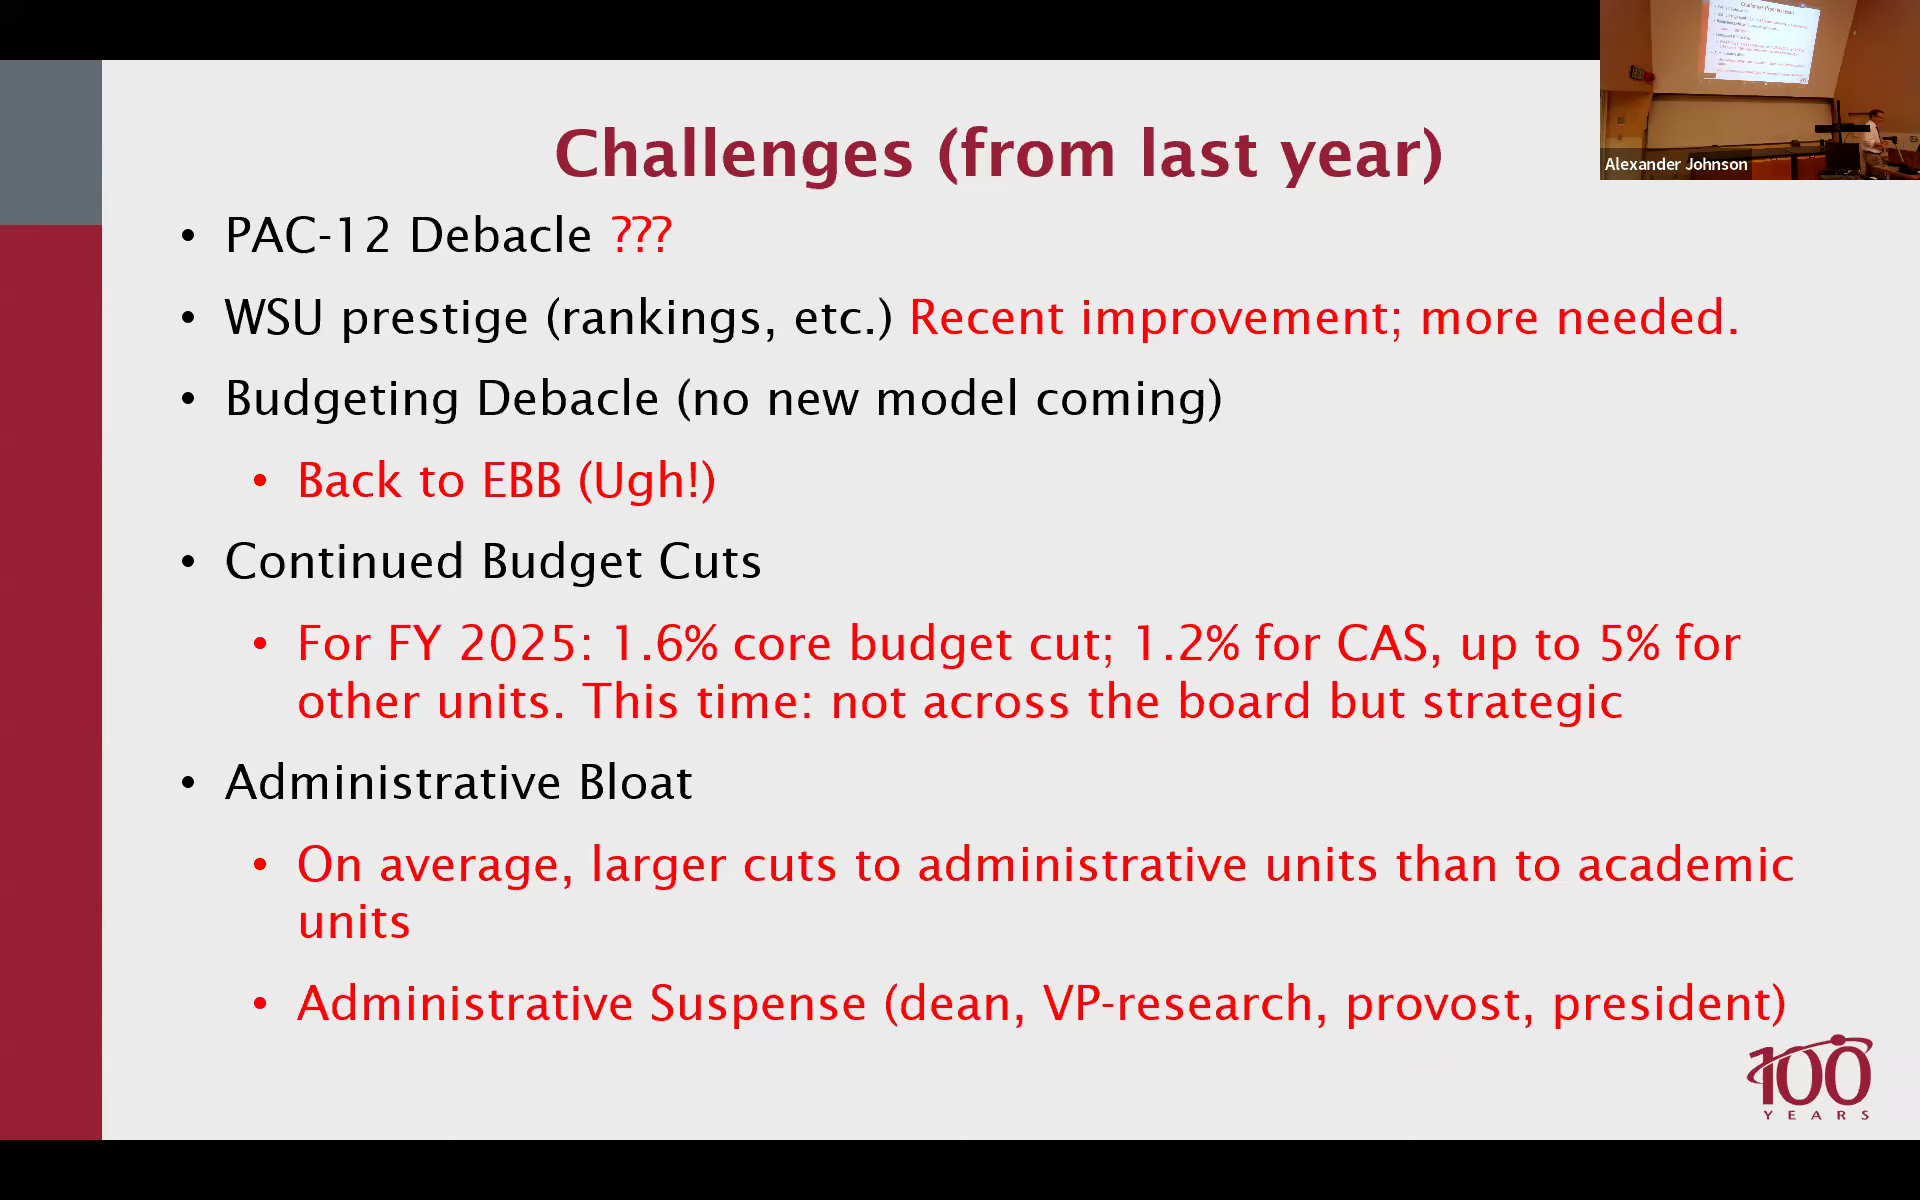 Challenges (from last year)
Alexander Johnson
• PAC-12 Debacle ???
• WSU prestige (rankings, etc.) Recent improvement; more needed.
• Budgeting Debacle (no new model coming)
• Back to EBB (Ugh!)
• Continued Budget Cuts
• For FY 2025: 1.6% core budget cut; 1.2% for CAS, up to 5% for
other units. This time: not across the board but strategic
• Administrative Bloat
• On average, larger cuts to administrative units than to academic
units
• Administrative Suspense (dean, VP-research, provost, president)
100
YEARS